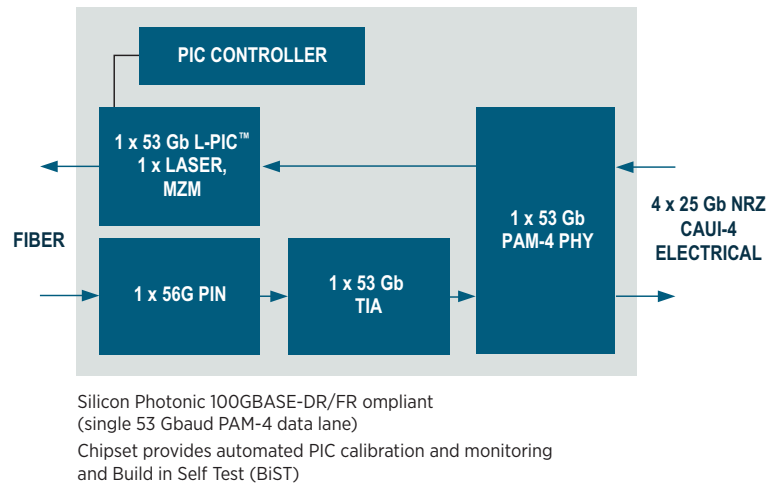 PIC CONTROLLER
1 x 53 Gb L-PIC™
1 x LASER,
MZM
1 x 53 Gb
PAM-4 PHY
4 x 25 Gb NRZ
CAUI-4
ELECTRICAL
FIBER
1 x 56G PIN
1 x 53 Gb
TIA
Silicon Photonic 100GBASE-DR/FR ompliant
(single 53 Gbaud PAM-4 data lane)
Chipset provides automated PIC calibration and monitoring
and Build in Self Test (BiST)